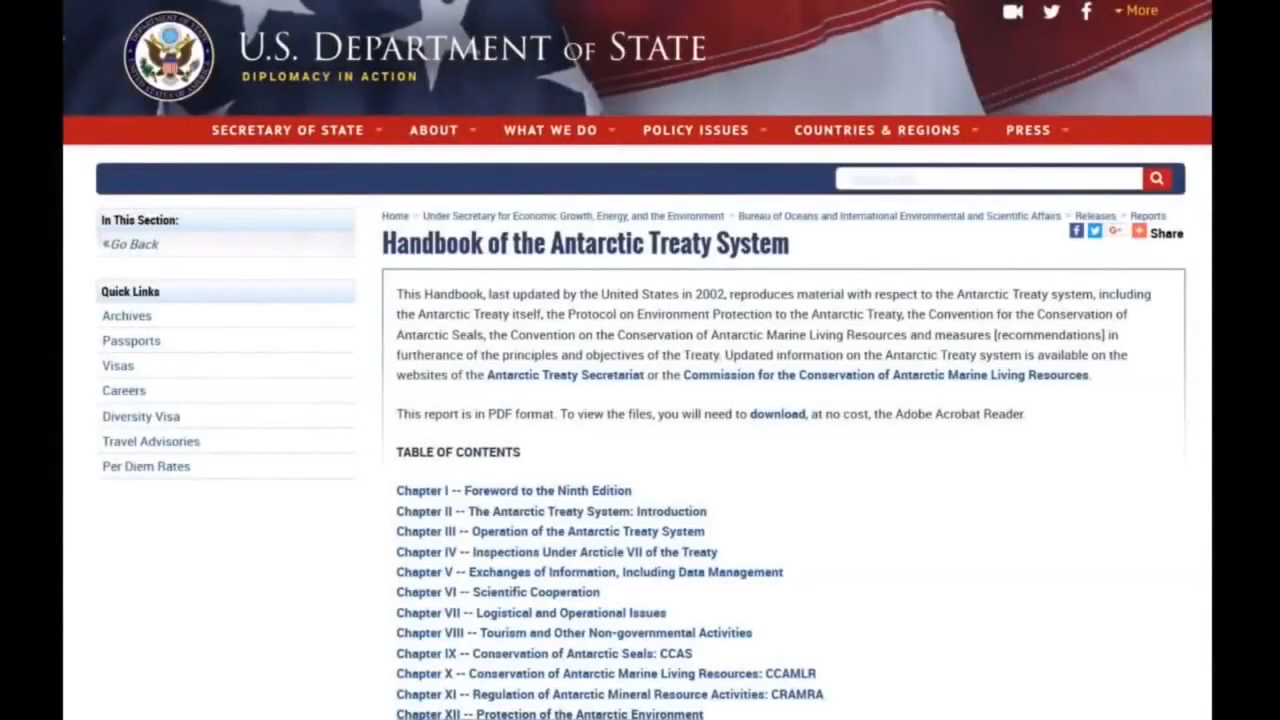 U.S. DEPARTMENT OF STATE
DIPLOMACY IN ACTION
More
SECRETARY OF STATE ABOUT WHAT WE DO POLICY ISSUES COUNTRIES & REGIONS PRESS
In This Section:
«Go Back
Quick Links
Archives
Passports
Visas
Careers
Diversity Visa
Travel Advisories
Per Diem Rates
Home > Under Secretary for Economic Growth, Energy, and the Environment > Bureau of Oceans and International Environmental and Scientific Affairs > Releases > Reports
Share
Handbook of the Antarctic Treaty System
This Handbook, last updated by the United States in 2002, reproduces material with respect to the Antarctic Treaty system, including
the Antarctic Treaty itself, the Protocol on Environment Protection to the Antarctic Treaty, the Convention for the Conservation of
Antarctic Seals, the Convention on the Conservation of Antarctic Marine Living Resources and measures [recommendations] in
furtherance of the principles and objectives of the Treaty. Updated information on the Antarctic Treaty system is available on the
websites of the Antarctic Treaty Secretariat or the Commission for the Conservation of Antarctic Marine Living Resources.
This report is in PDF format. To view the files, you will need to download, at no cost, the Adobe Acrobat Reader.
TABLE OF CONTENTS
Chapter I -- Foreword to the Ninth Edition
Chapter II -- The Antarctic Treaty System: Introduction
Chapter III -- Operation of the Antarctic Treaty System
Chapter IV -- Inspections Under Arcticle VII of the Treaty
Chapter V -- Exchanges of Information, Including Data Management
Chapter VI -- Scientific Cooperation
Chapter VII -- Logistical and Operational Issues
Chapter VIII -- Tourism and Other Non-governmental Activities
Chapter IX -- Conservation of Antarctic Seals: CCAS
Chapter X -- Conservation of Antarctic Marine Living Resources: CCAMLR
Chapter XI -- Regulation of Antarctic Mineral Resource Activities: CRAMRA
Chapter XII -- Protection of the Antarctic Environment